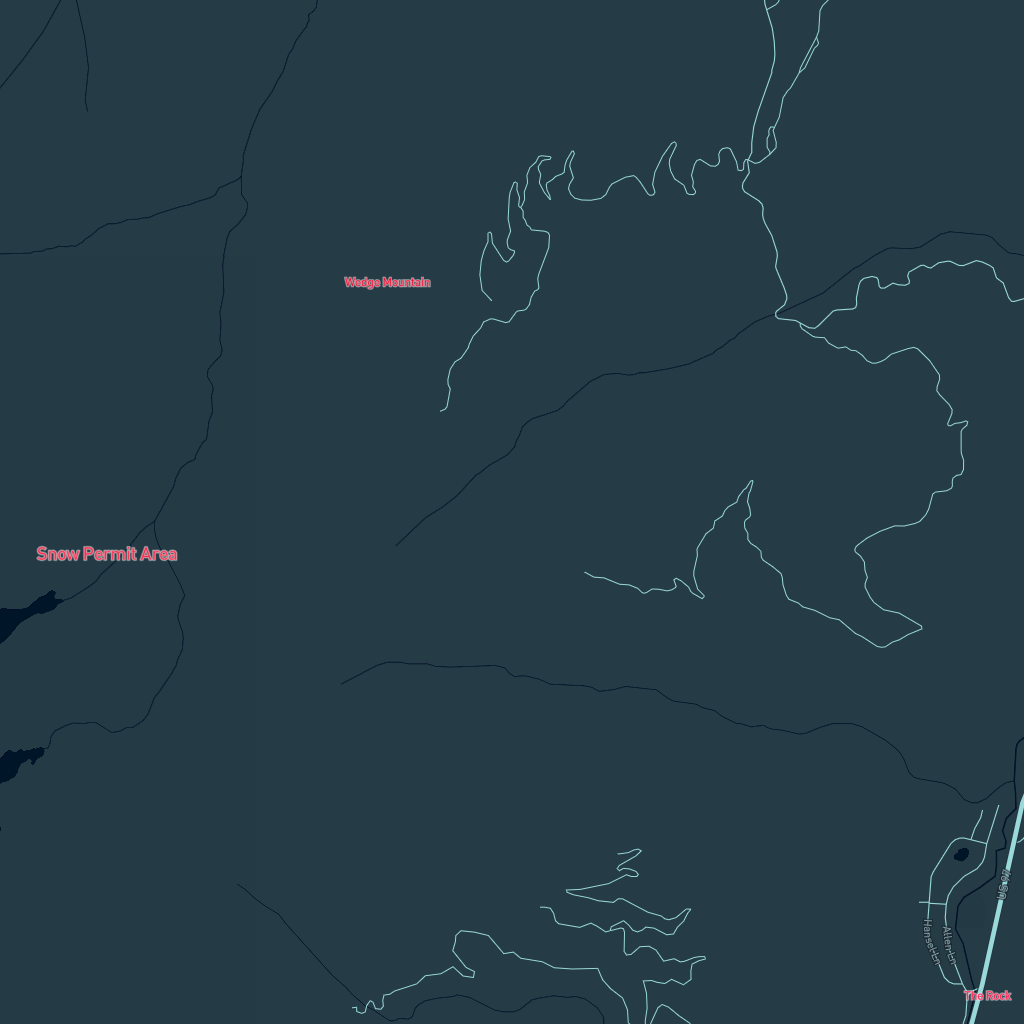 Wedge Mountain
Snow Permit Area
US 97
Hansel Ln
Allen Ln
The Rock